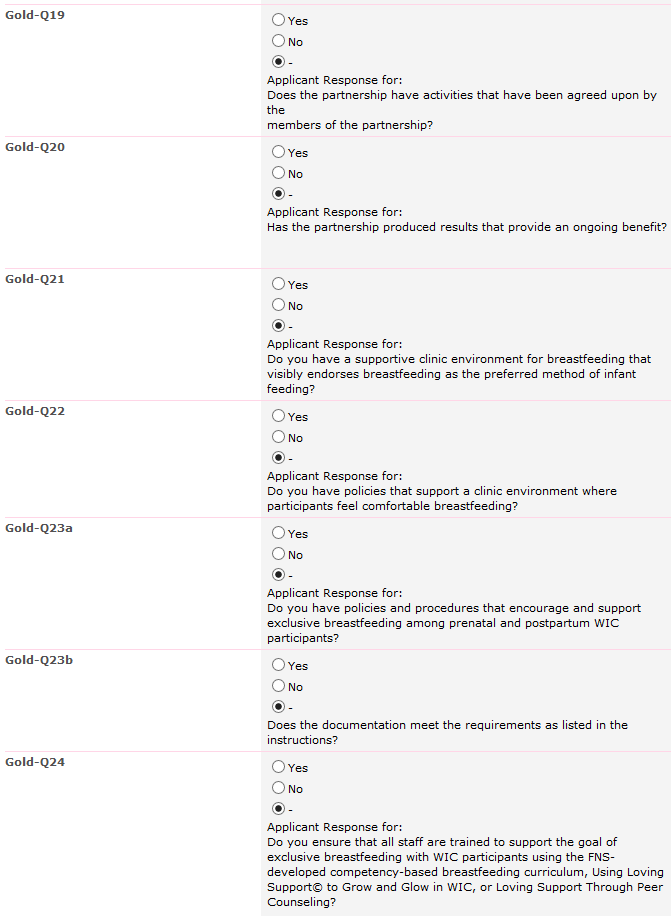 Gold-Q19
Yes
No
-
Applicant Response for:
Does the partnership have activities that have been agreed upon by
the
members of the partnership?
Gold-Q20
Yes
No
-
Applicant Response for:
Has the partnership produced results that provide an ongoing benefit?
Gold-Q21
Yes
No
-
Applicant Response for:
Do you have a supportive clinic environment for breastfeeding that
visibly endorses breastfeeding as the preferred method of infant
feeding?
Gold-Q22
Yes
No
-
Applicant Response for:
Do you have policies that support a clinic environment where
participants feel comfortable breastfeeding?
Gold-Q23a
Yes
No
-
Applicant Response for:
Do you have policies and procedures that encourage and support
exclusive breastfeeding among prenatal and postpartum WIC
participants?
Gold-Q23b
Yes
No
-
Does the documentation meet the requirements as listed in the
instructions?
Gold-Q24
Yes
No
-
Applicant Response for:
Do you ensure that all staff are trained to support the goal of
exclusive breastfeeding with WIC participants using the FNS-
developed competency-based breastfeeding curriculum, Using Loving
Support© to Grow and Glow in WIC, or Loving Support Through Peer
Counseling?